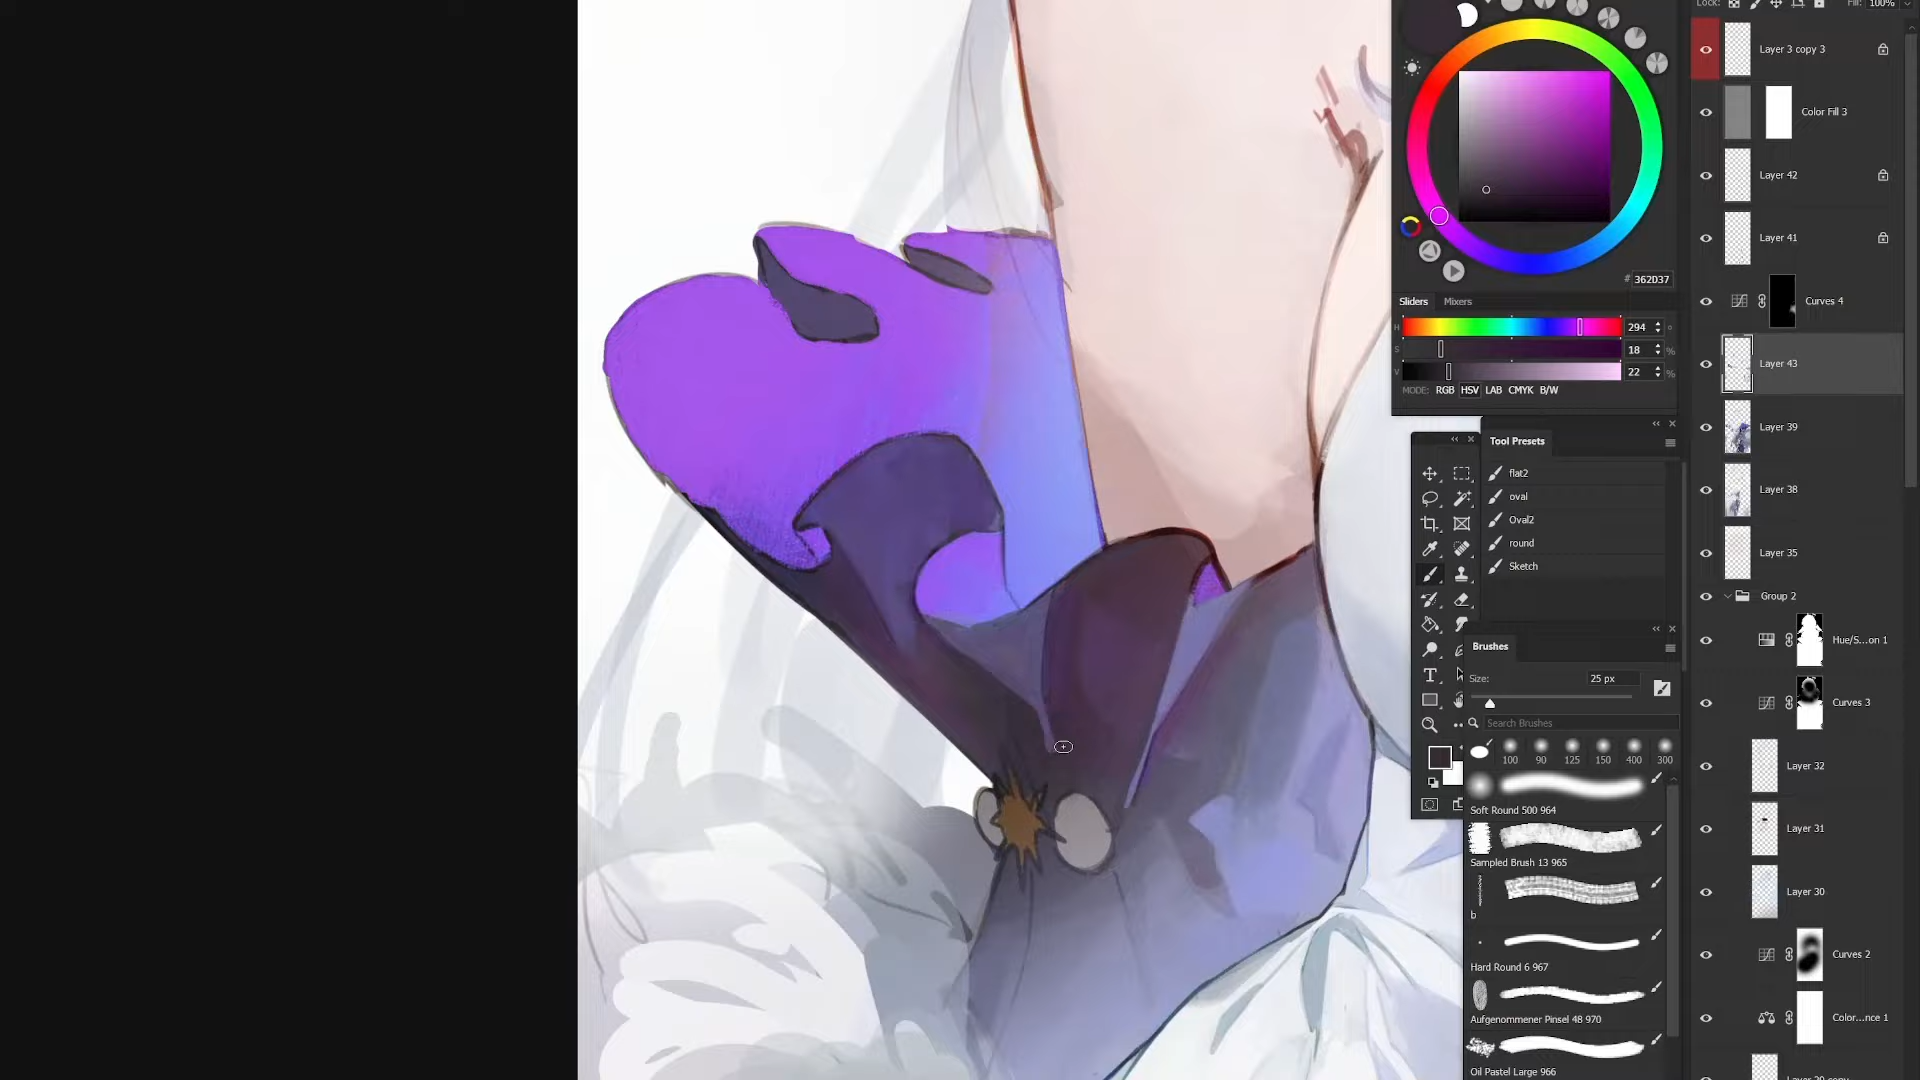 Lock:
Fill: 100%
Layer 3 copy 3
Color Fill 3
Layer 42
Layer 41
Curves 4
Layer 43
Layer 39
Layer 38
Layer 35
Group 2
Hue/S...on 1
Curves 3
Layer 32
Layer 31
Layer 30
Curves 2
Color...nce 1
# 362D37
Sliders
Mixers
H
294
°
S
18
%
V
22
%
MODE:
RGB
HSV
LAB
CMYK
B/W
Tool Presets
flat2
oval
Oval2
round
Sketch
Brushes
Size:
25 px
Search Brushes
100
90
125
150
400
300
Soft Round 500 964
Sampled Brush 13 965
b
Hard Round 6 967
Aufgenommener Pinsel 48 970
Oil Pastel Large 966